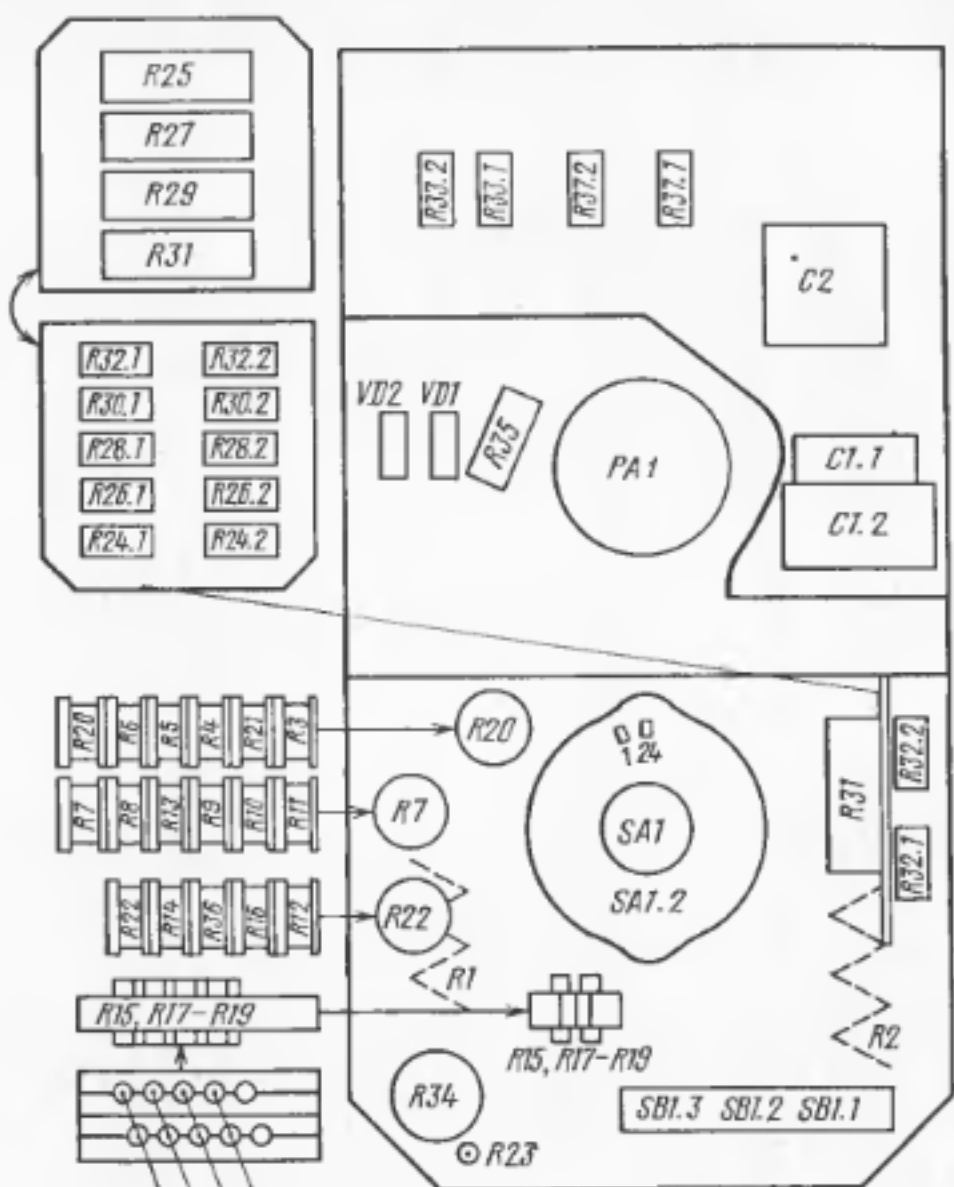 R25
R27
R29
R31
R33.2 R33.1 R37.2 R37.1
C2
R32.1 R32.2
R30.1 R30.2
R28.1 R28.2
R26.1 R26.2
R24.1 R24.2
VD2 VD1 R35
PA1
C1.1
C1.2
R20 R6 R5 R4 R21 R3
R20
R7 R8 R13 R9 R10 R11
R7
R22 R14 R36 R16 R12
R22
1 24
SA1
SA1.2
R31
R32.2
R32.1
R1
R2
R15, R17-R19
R15, R17-R19
R34
R23
SB1.3 SB1.2 SB1.1